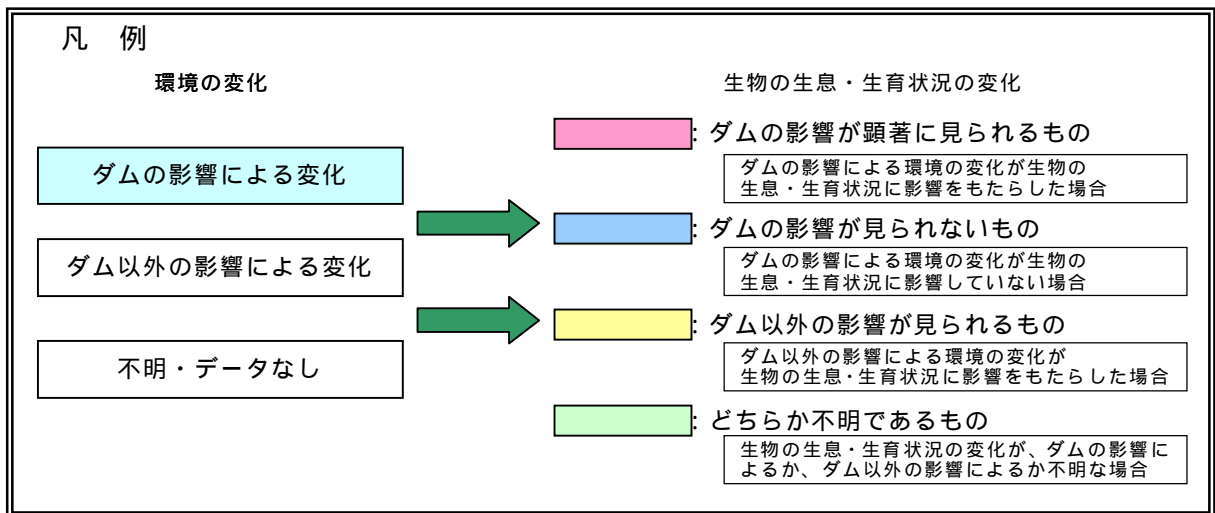 凡 例
環境の変化
生物の生息・生育状況の変化
ダムの影響による変化
ダム以外の影響による変化
不明・データなし
: ダムの影響が顕著に見られるもの
ダムの影響による環境の変化が生物の
生息・生育状況に影響をもたらした場合
: ダムの影響が見られないもの
ダムの影響による環境の変化が生物の
生息・生育状況に影響していない場合
: ダム以外の影響が見られるもの
ダム以外の影響による環境の変化が
生物の生息・生育状況に影響をもたらした場合
: どちらか不明であるもの
生物の生息・生育状況の変化が、ダムの影響に
よるか、ダム以外の影響によるか不明な場合